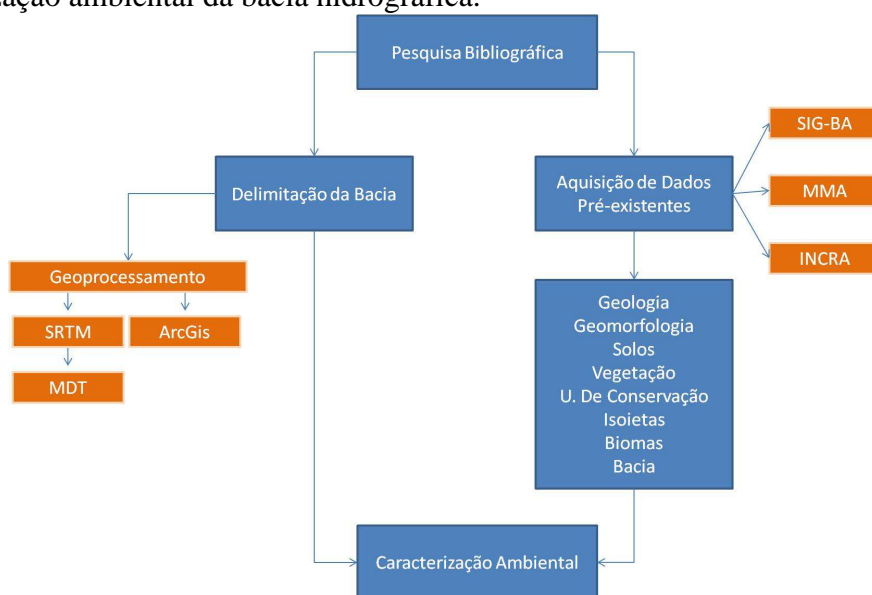 zação ambiental da bacia hidrográfica.
Pesquisa Bibliográfica
Delimitação da Bacia
Aquisição de Dados
Pré-existentes
SIG-BA
MMA
INCRA
Geoprocessamento
SRTM
ArcGis
MDT
Geologia
Geomorfologia
Solos
Vegetação
U. De Conservação
Isoietas
Biomas
Bacia
Caracterização Ambiental